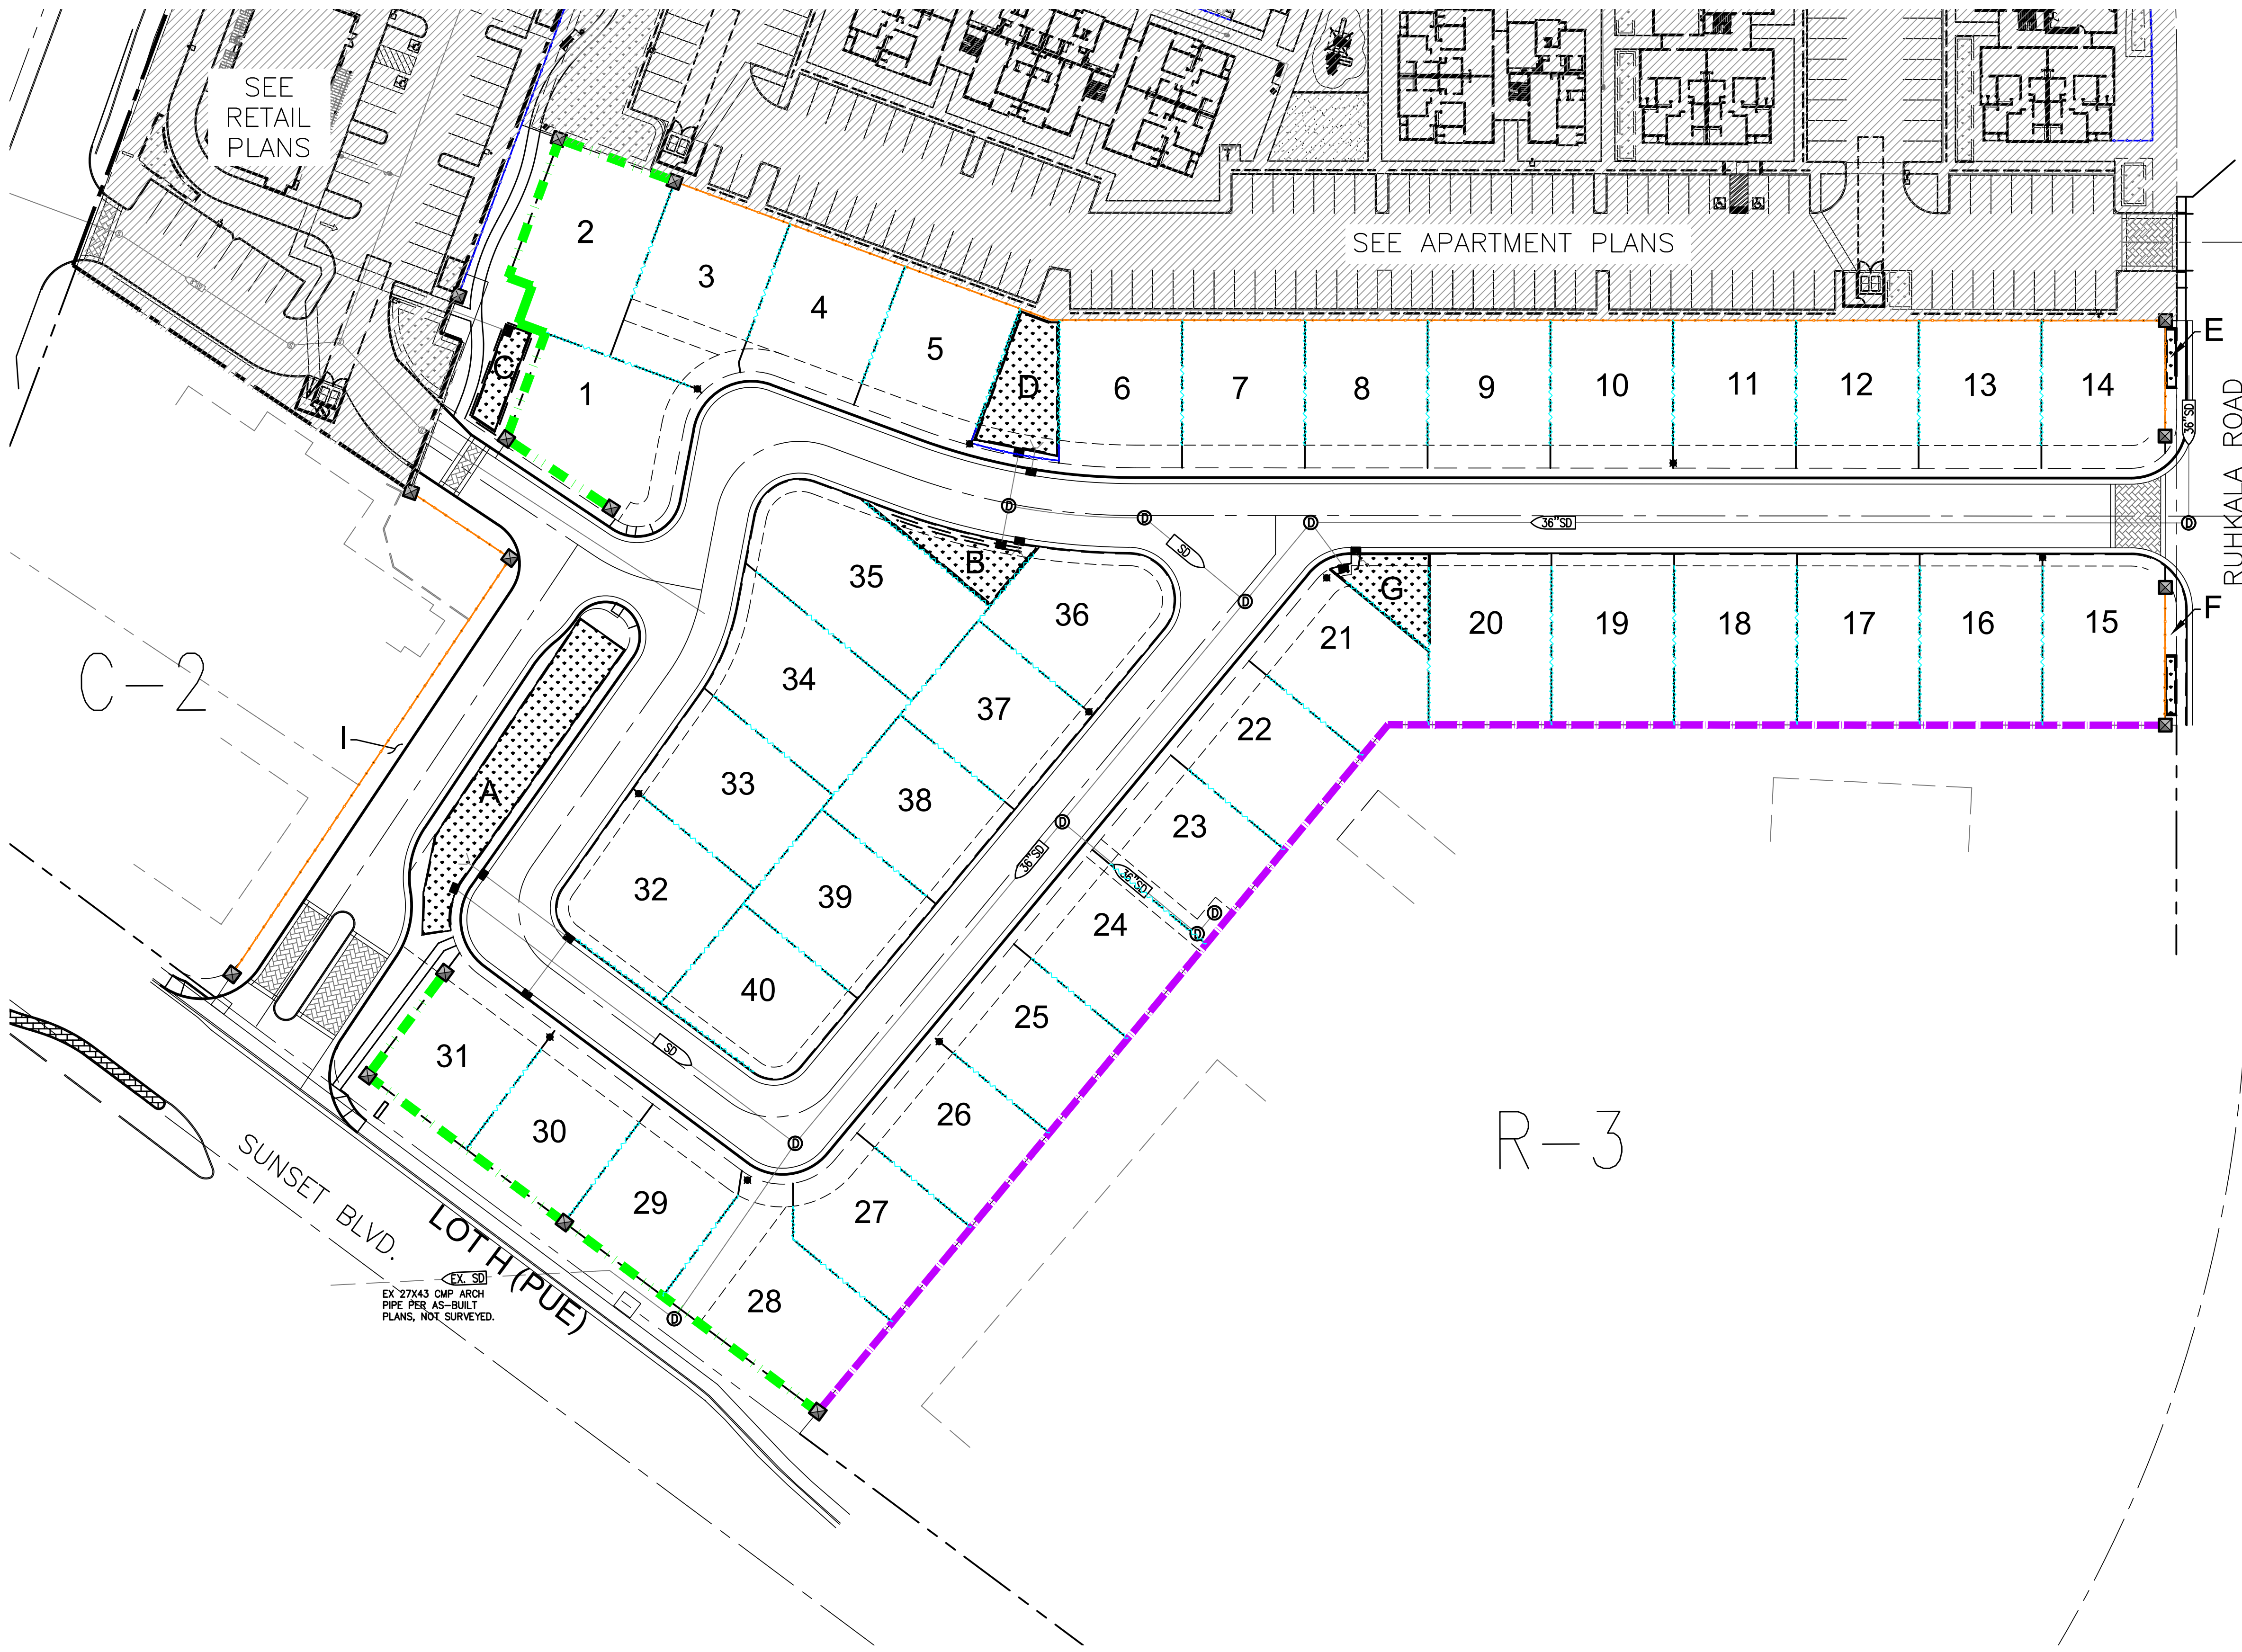 SEE
RETAIL
PLANS
SEE APARTMENT PLANS
2
3
4
5
1
C
D
6
7
8
9
10
11
12
13
14
E
36"SD
RUHKALA ROAD
D
D
D
36"SD
D
SD
D
B
35
36
G
21
20
19
18
17
16
15
F
C-2
I
A
34
37
22
33
38
23
D
36"SD
36"SD
32
39
24
D
D
40
25
31
SD
30
26
D
29
27
28
D
R-3
SUNSET BLVD.
LOT H (PUE)
EX. SD
EX 27X43 CMP ARCH
PIPE PER AS-BUILT
PLANS, NOT SURVEYED.